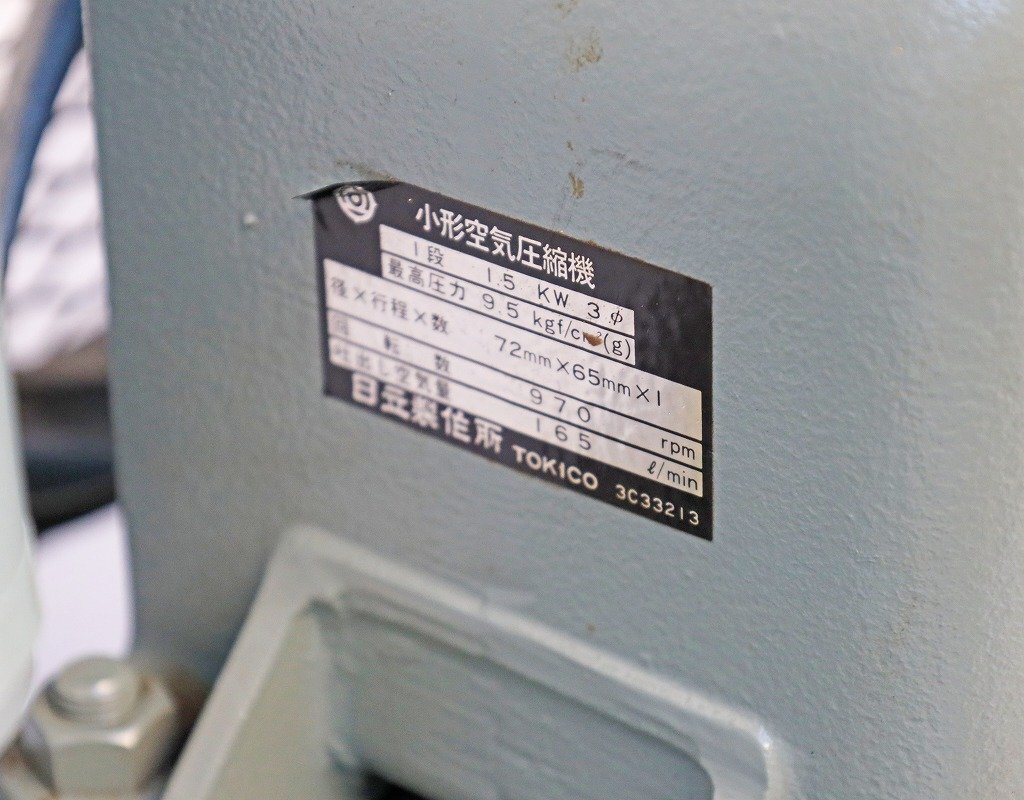 小形空気圧縮機
1段 1.5 KW 3φ
最高圧力 9.5 kgf/cm²(g)
径×行程×数 72mm×65mm×1
回転数 970 rpm
吐出し空気量 165 ℓ/min
日立製作所 TOKICO 3C33213